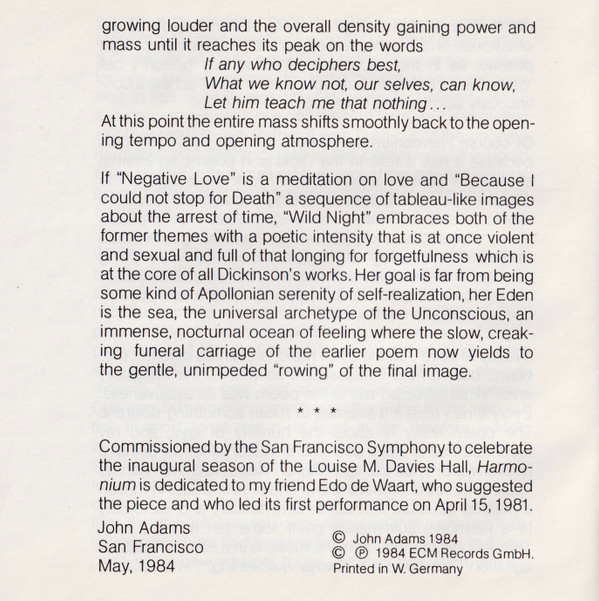 growing louder and the overall density gaining power and
mass until it reaches its peak on the words
If any who deciphers best,
What we know not, our selves, can know,
Let him teach me that nothing...
At this point the entire mass shifts smoothly back to the open-
ing tempo and opening atmosphere.
If “Negative Love” is a meditation on love and “Because I
could not stop for Death” a sequence of tableau-like images
about the arrest of time, “Wild Night” embraces both of the
former themes with a poetic intensity that is at once violent
and sexual and full of that longing for forgetfulness which is
at the core of all Dickinson's works. Her goal is far from being
some kind of Apollonian serenity of self-realization, her Eden
is the sea, the universal archetype of the Unconscious, an
immense, nocturnal ocean of feeling where the slow, creak-
ing funeral carriage of the earlier poem now yields to
the gentle, unimpeded “rowing” of the final image.
* * *
Commissioned by the San Francisco Symphony to celebrate
the inaugural season of the Louise M. Davies Hall, Harmo-
nium is dedicated to my friend Edo de Waart, who suggested
the piece and who led its first performance on April 15, 1981.
John Adams
San Francisco
May, 1984
© John Adams 1984
© ℗ 1984 ECM Records GmbH.
Printed in W. Germany